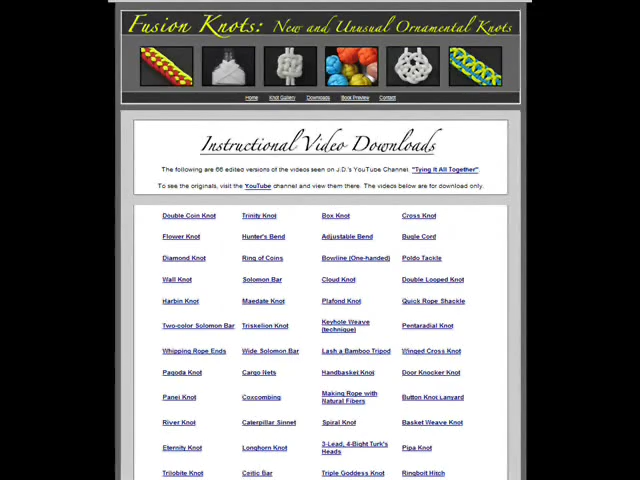 Fusion Knots: New and Unusual Ornamental Knots
Home Knot Gallery Downloads Book Preview Contact
Instructional Video Downloads
The following are 68 edited versions of the videos seen on J.D.'s YouTube Channel, "Tying It All Together".
To see the originals, visit the YouTube channel and view them there. The videos below are for download only.
Double Coin Knot Trinity Knot Box Knot Cross Knot
Flower Knot Hunter's Bend Adjustable Bend Bugle Cord
Diamond Knot Ring of Coins Bowline (One-handed) Poldo Tackle
Wall Knot Solomon Bar Cloud Knot Double Looped Knot
Harbin Knot Maedate Knot Plafond Knot Quick Rope Shackle
Two-color Solomon Bar Triskelion Knot Keyhole Weave (technique) Pentaradial Knot
Whipping Rope Ends Wide Solomon Bar Lash a Bamboo Tripod Winged Cross Knot
Pagoda Knot Cargo Nets Handbasket Knot Door Knocker Knot
Panel Knot Coxcombing Making Rope with Natural Fibers Button Knot Lanyard
River Knot Caterpillar Sinnet Spiral Knot Basket Weave Knot
Eternity Knot Longhorn Knot 3-Lead, 4-Bight Turk's Heads Pipa Knot
Trilobite Knot Celtic Bar Triple Goddess Knot Ringbolt Hitch